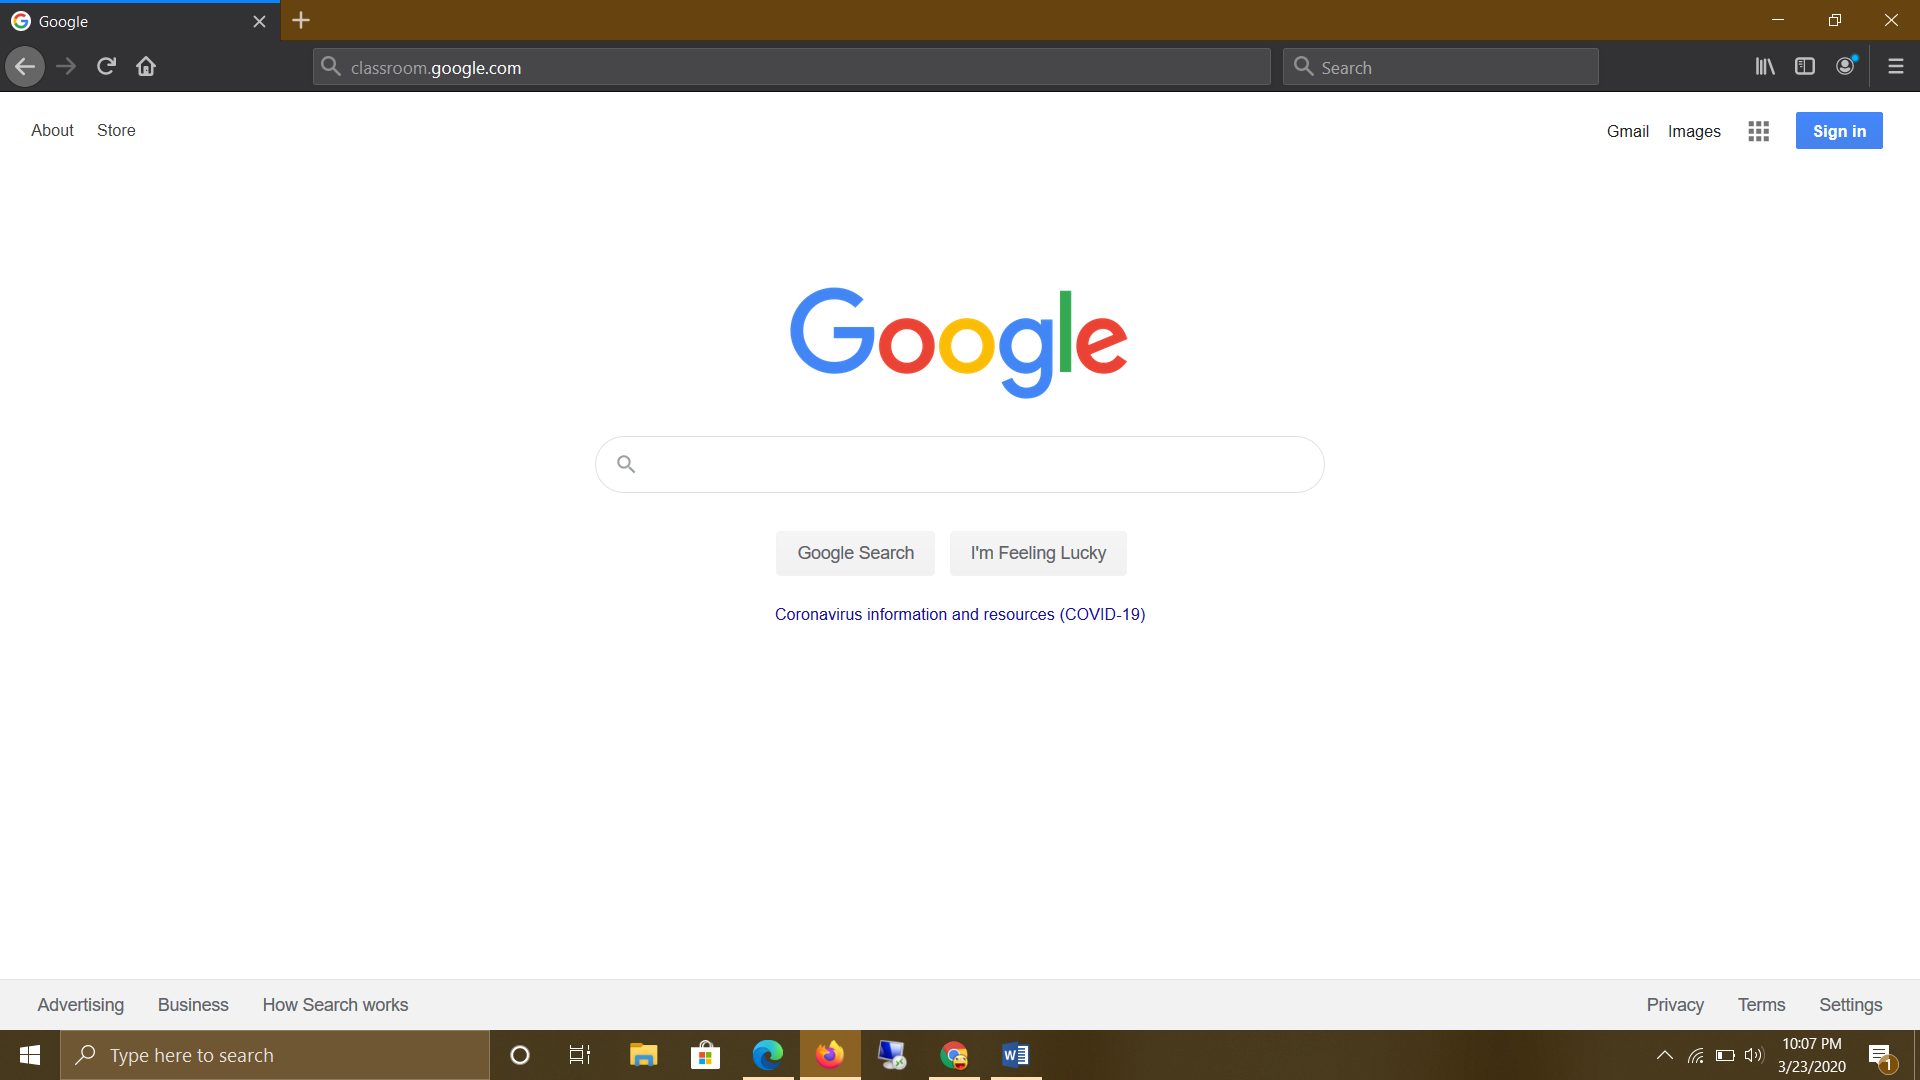 Google
classroom.google.com
Search
About Store
Gmail Images Sign in
Google
Google Search I'm Feeling Lucky
Coronavirus information and resources (COVID-19)
Advertising Business How Search works
Privacy Terms Settings
Type here to search
W
10:07 PM
3/23/2020
1